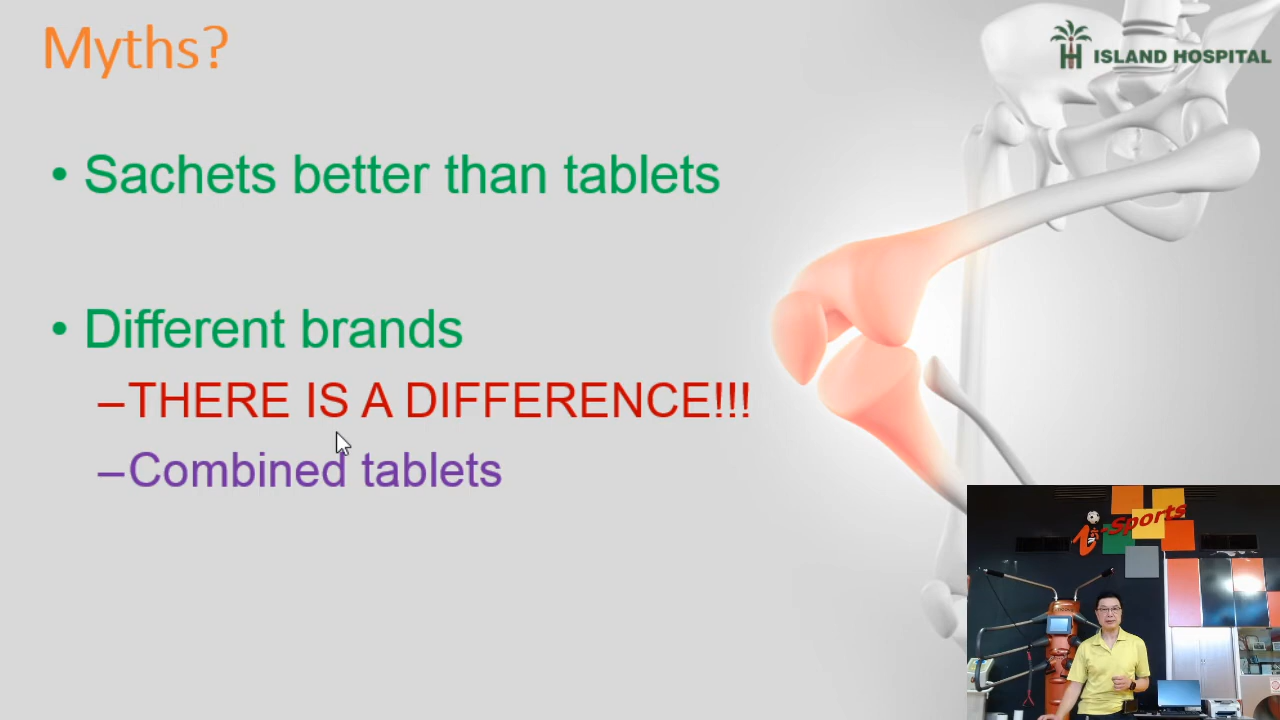 Myths?
ISLAND HOSPITAL
• Sachets better than tablets
• Different brands
–THERE IS A DIFFERENCE!!!
–Combined tablets
i-Sports